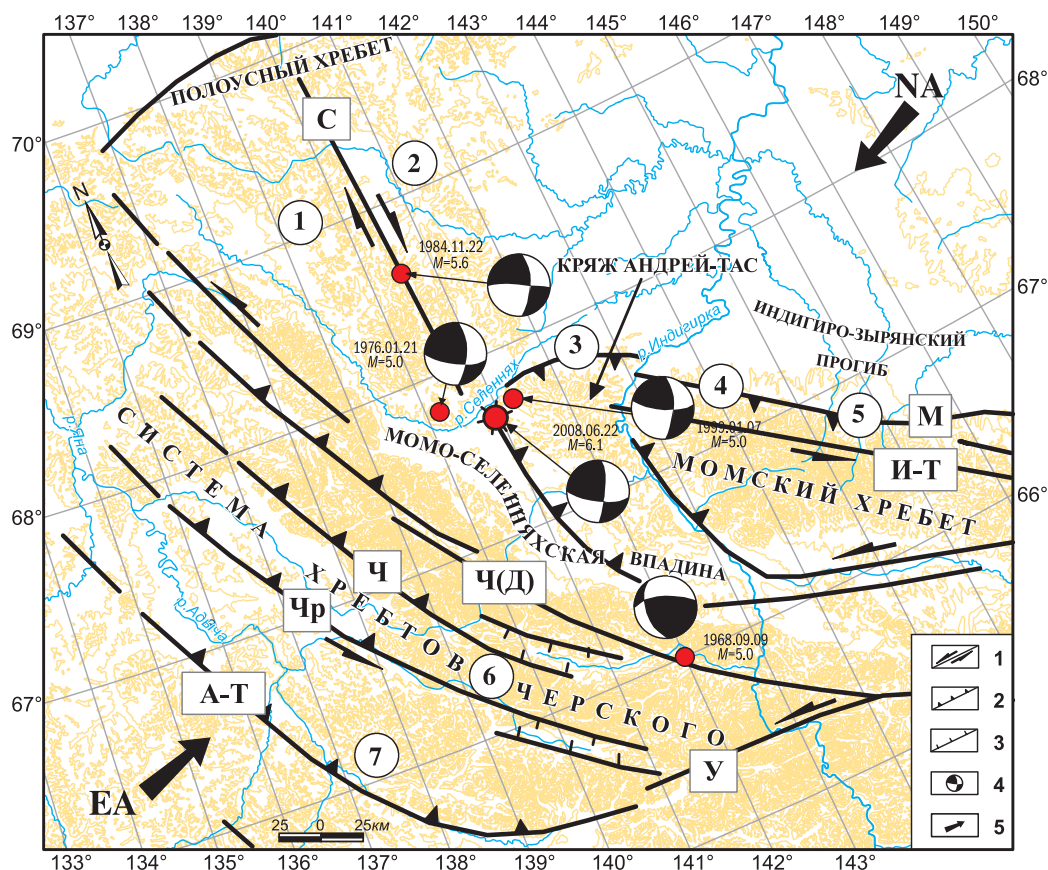 137° 138° 139° 140° 141° 142° 143° 144° 145° 146° 147° 148° 149° 150°
ПОЛОУСНЫЙ ХРЕБЕТ
NA
68°
С
70°
2
N
1
1984.11.22
M=5.6
КРЯЖ АНДРЕЙ-ТАС
67°
ИНДИГИРО-ЗЫРЯНСКИЙ
ПРОГИБ
р.Индигирка
69°
1976.01.21
M=5.0
3
р.Селеннях
4
5
М
СИСТЕМА ХРЕБТОВ ЧЕРСКОГО
р.Яна
2008.06.22
M=6.1
1999.01.07
M=5.0
МОМО-СЕЛЕННЯХСКАЯ ВПАДИНА
И-Т
МОМСКИЙ ХРЕБЕТ
66°
68°
Ч
Ч(Д)
Чр
р.Адыча
1968.09.09
M=5.0
6
А-Т
67°
7
У
EA
25 0 25км
1
2
3
4
5
133° 134° 135° 136° 137° 138° 139° 140° 141° 142° 143°